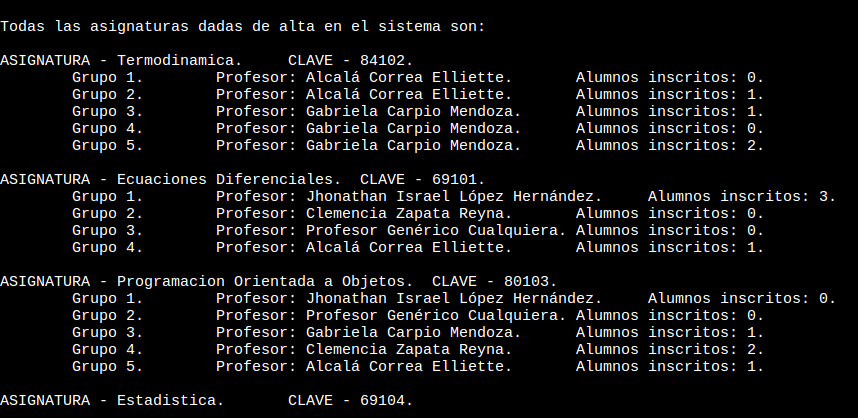 Todas las asignaturas dadas de alta en el sistema son:
ASIGNATURA - Termodinamica. CLAVE - 84102.
Grupo 1. Profesor: Alcalá Correa Elliette. Alumnos inscritos: 0.
Grupo 2. Profesor: Alcalá Correa Elliette. Alumnos inscritos: 1.
Grupo 3. Profesor: Gabriela Carpio Mendoza. Alumnos inscritos: 1.
Grupo 4. Profesor: Gabriela Carpio Mendoza. Alumnos inscritos: 0.
Grupo 5. Profesor: Gabriela Carpio Mendoza. Alumnos inscritos: 2.
ASIGNATURA - Ecuaciones Diferenciales. CLAVE - 69101.
Grupo 1. Profesor: Jhonathan Israel López Hernández. Alumnos inscritos: 3.
Grupo 2. Profesor: Clemencia Zapata Reyna. Alumnos inscritos: 0.
Grupo 3. Profesor: Profesor Genérico Cualquiera. Alumnos inscritos: 0.
Grupo 4. Profesor: Alcalá Correa Elliette. Alumnos inscritos: 1.
ASIGNATURA - Programacion Orientada a Objetos. CLAVE - 80103.
Grupo 1. Profesor: Jhonathan Israel López Hernández. Alumnos inscritos: 0.
Grupo 2. Profesor: Profesor Genérico Cualquiera. Alumnos inscritos: 0.
Grupo 3. Profesor: Gabriela Carpio Mendoza. Alumnos inscritos: 1.
Grupo 4. Profesor: Clemencia Zapata Reyna. Alumnos inscritos: 2.
Grupo 5. Profesor: Alcalá Correa Elliette. Alumnos inscritos: 1.
ASIGNATURA - Estadistica. CLAVE - 69104.